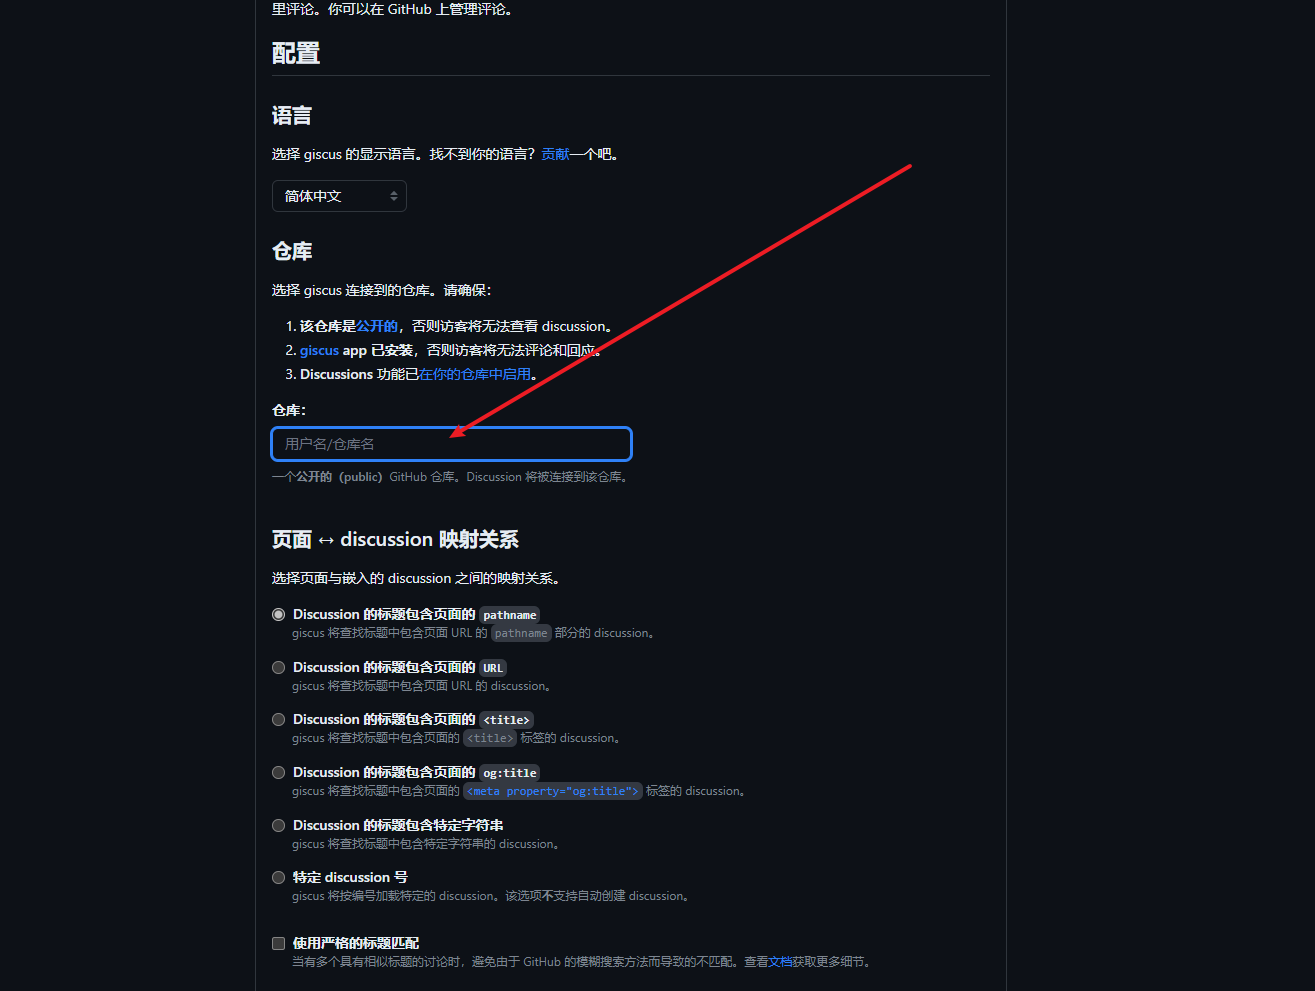 里评论。你可以在 GitHub 上管理评论。
配置
语言
选择 giscus 的显示语言。找不到你的语言？贡献一个吧。
简体中文
仓库
选择 giscus 连接到的仓库。请确保：
1. 该仓库是公开的，否则访客将无法查看 discussion。
2. giscus app 已安装，否则访客将无法评论和回应。
3. Discussions 功能已在你的仓库中启用。
仓库：
用户名/仓库名
一个公开的（public）GitHub 仓库。Discussion 将被连接到该仓库。
页面 ↔ discussion 映射关系
选择页面与嵌入的 discussion 之间的映射关系。
Discussion 的标题包含页面的 pathname
giscus 将查找标题中包含页面 URL 的 pathname 部分的 discussion。
Discussion 的标题包含页面的 URL
giscus 将查找标题中包含页面 URL 的 discussion。
Discussion 的标题包含页面的 <title>
giscus 将查找标题中包含页面的 <title> 标签的 discussion。
Discussion 的标题包含页面的 og:title
giscus 将查找标题中包含页面的 <meta property="og:title"> 标签的 discussion。
Discussion 的标题包含特定字符串
giscus 将查找标题中包含特定字符串的 discussion。
特定 discussion 号
giscus 将按编号加载特定的 discussion。该选项不支持自动创建 discussion。
使用严格的标题匹配
当有多个具有相似标题的讨论时，避免由于 GitHub 的模糊搜索方法而导致的不匹配。查看文档获取更多细节。